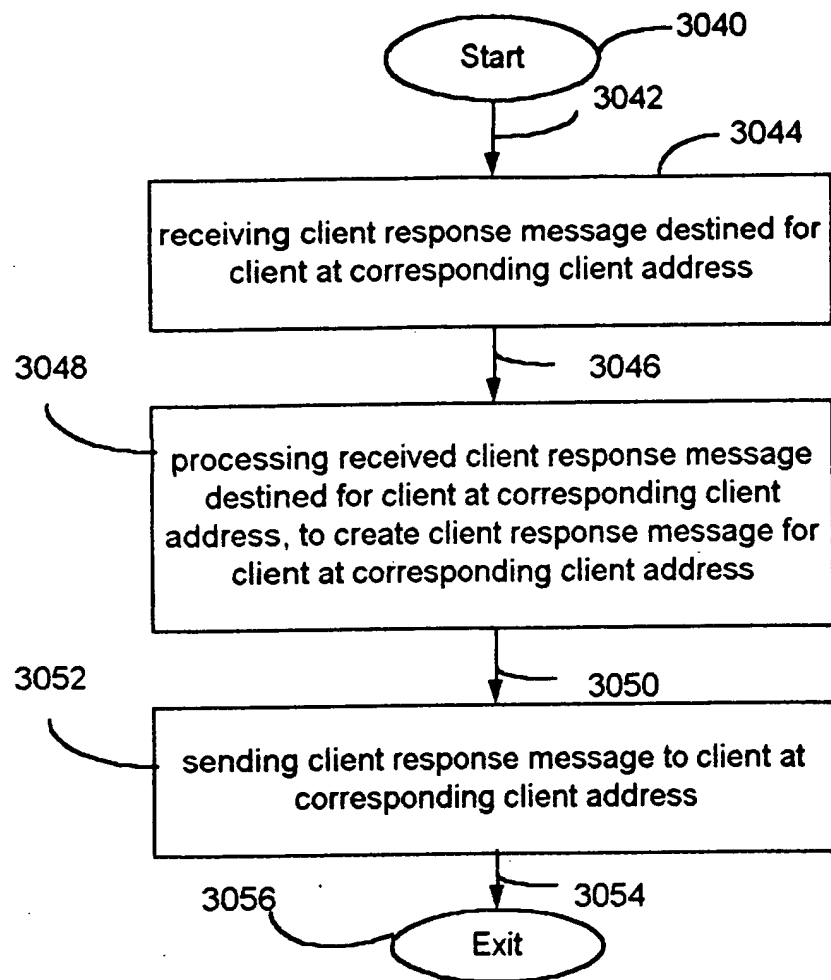 Start
3040
3042
3044
receiving client response message destined for
client at corresponding client address
3046
3048
processing received client response message
destined for client at corresponding client
address, to create client response message for
client at corresponding client address
3050
3052
sending client response message to client at
corresponding client address
3054
3056
Exit